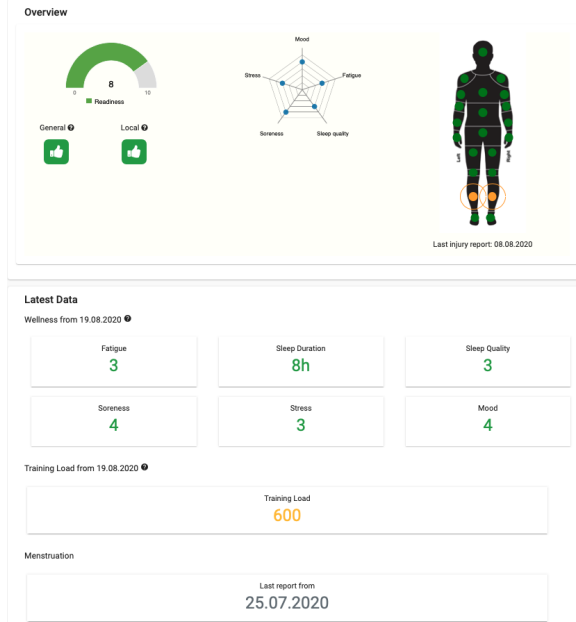 Overview
Mood
Stress
Fatigue
Soreness
Sleep quality
8
0
10
Readiness
General
Local
Left
Right
Last injury report: 08.08.2020
Latest Data
Wellness from 19.08.2020
Fatigue
3
Sleep Duration
8h
Sleep Quality
3
Soreness
4
Stress
3
Mood
4
Training Load from 19.08.2020
Training Load
600
Menstruation
Last report from
25.07.2020